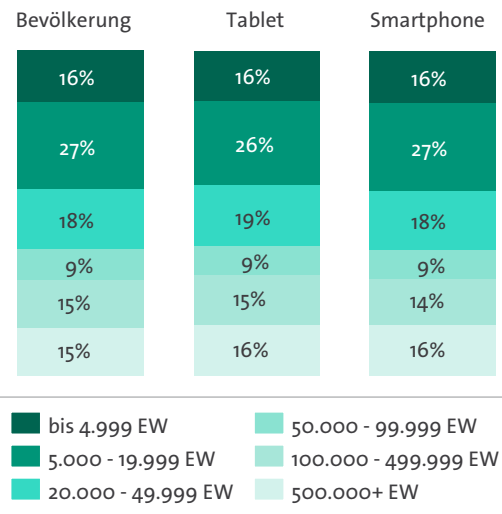 Bevölkerung Tablet Smartphone
16% 16% 16%
27% 26% 27%
18% 19% 18%
9% 9% 9%
15% 15% 14%
15% 16% 16%
bis 4.999 EW 50.000 - 99.999 EW
5.000 - 19.999 EW 100.000 - 499.999 EW
20.000 - 49.999 EW 500.000+ EW